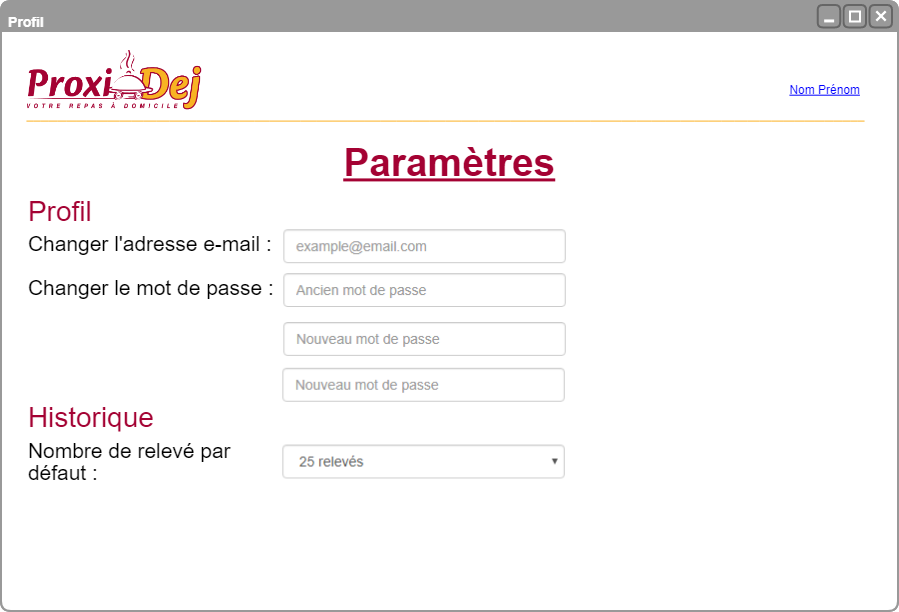 Profil
Proxi Dej
VOTRE REPAS À DOMICILE
Nom Prénom
Paramètres
Profil
Changer l'adresse e-mail :
example@email.com
Changer le mot de passe :
Ancien mot de passe
Nouveau mot de passe
Nouveau mot de passe
Historique
Nombre de relevé par
défaut :
25 relevés